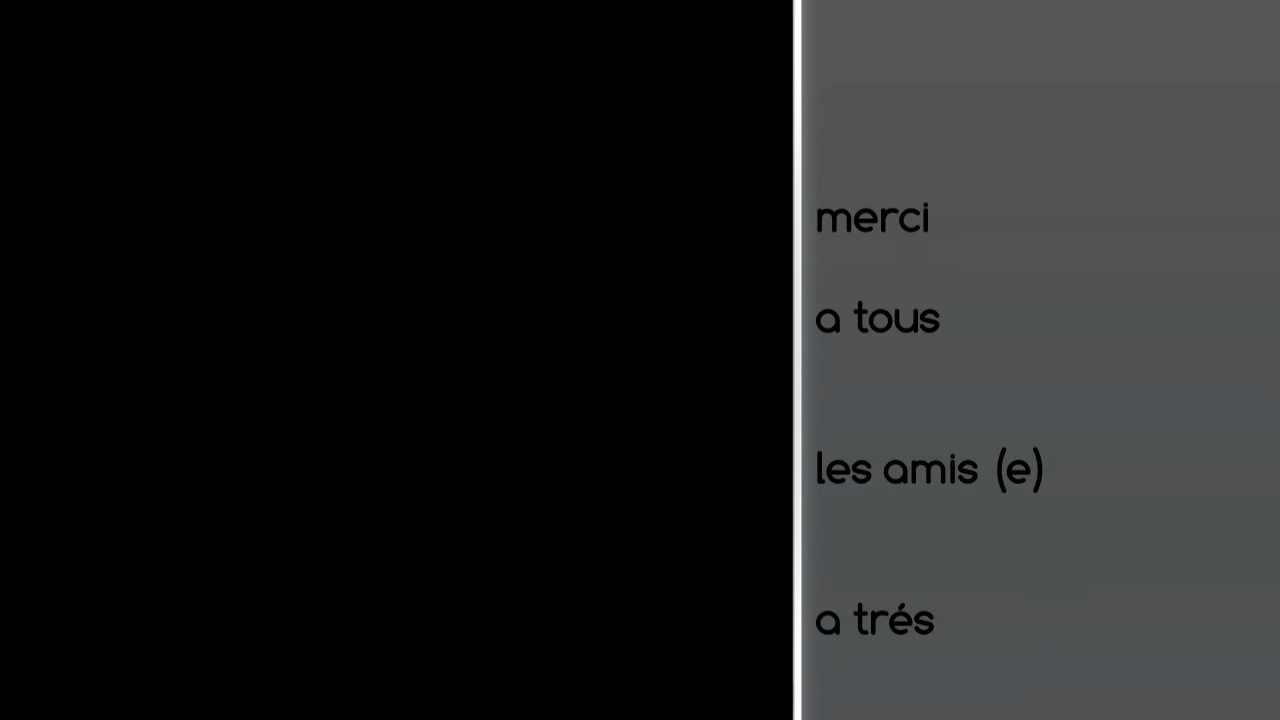 merci
a tous
les amis (e)
a trés